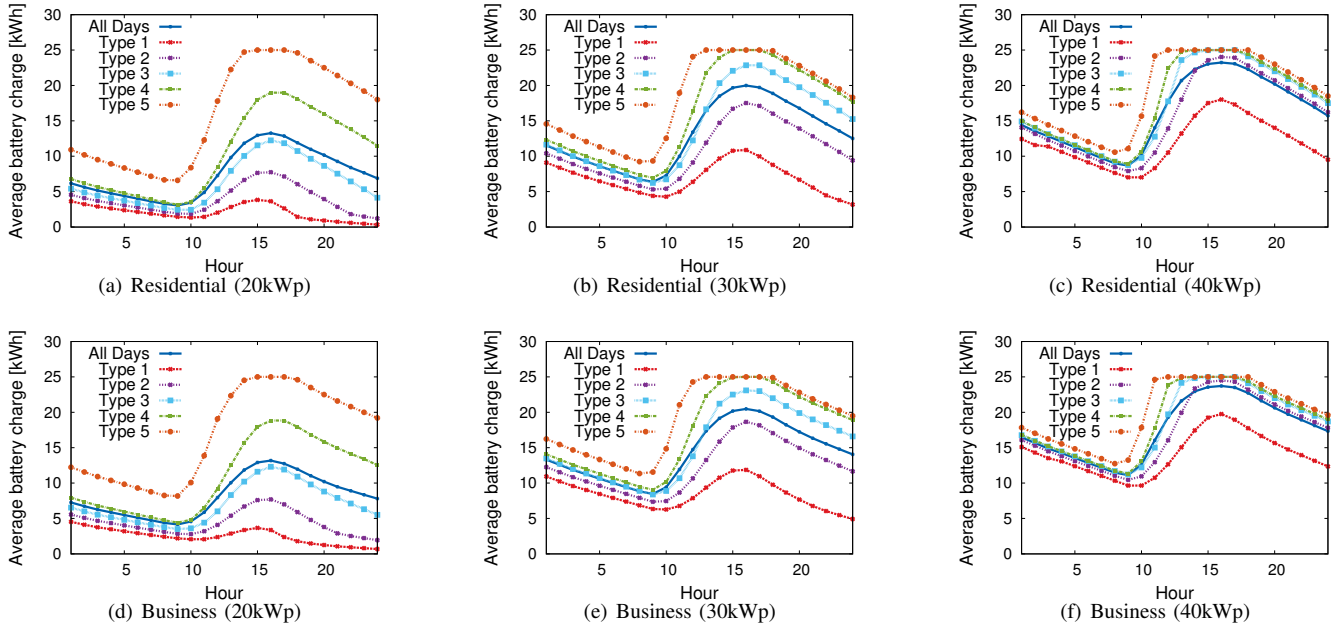 Average battery charge [kWh]
30
25
20
15
10
5
0
All Days
Type 1
Type 2
Type 3
Type 4
Type 5
5 10 15 20
Hour
(a) Residential (20kWp)
Average battery charge [kWh]
30
25
20
15
10
5
0
All Days
Type 1
Type 2
Type 3
Type 4
Type 5
5 10 15 20
Hour
(b) Residential (30kWp)
Average battery charge [kWh]
30
25
20
15
10
5
0
All Days
Type 1
Type 2
Type 3
Type 4
Type 5
5 10 15 20
Hour
(c) Residential (40kWp)
Average battery charge [kWh]
30
25
20
15
10
5
0
All Days
Type 1
Type 2
Type 3
Type 4
Type 5
5 10 15 20
Hour
(d) Business (20kWp)
Average battery charge [kWh]
30
25
20
15
10
5
0
All Days
Type 1
Type 2
Type 3
Type 4
Type 5
5 10 15 20
Hour
(e) Business (30kWp)
Average battery charge [kWh]
30
25
20
15
10
5
0
All Days
Type 1
Type 2
Type 3
Type 4
Type 5
5 10 15 20
Hour
(f) Business (40kWp)